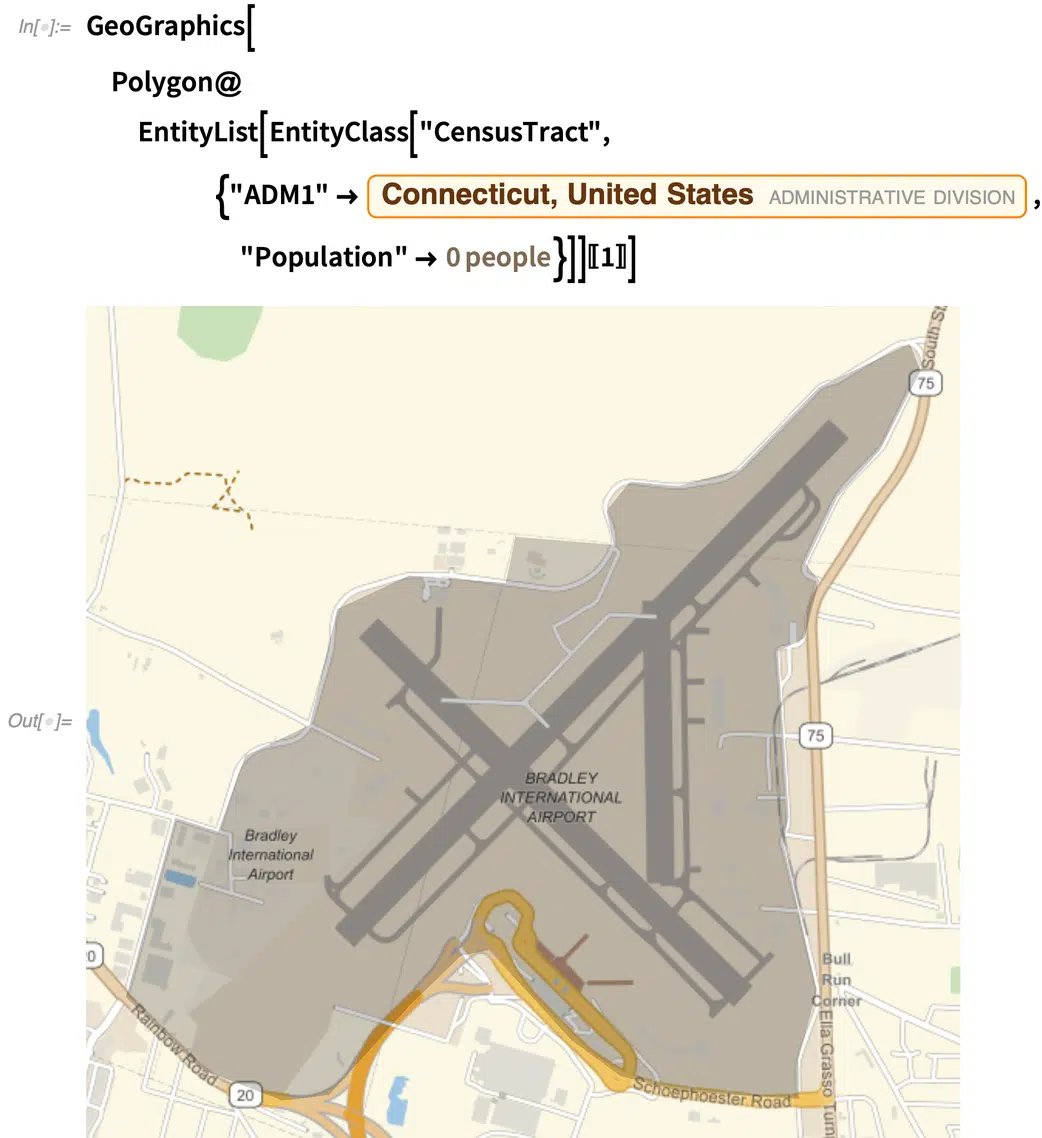 In[•]:= GeoGraphics[
Polygon@
EntityList[EntityClass["CensusTract",
{"ADM1" → Connecticut, United States ADMINISTRATIVE DIVISION ,
"Population" → 0 people}]]〚1〛]
Out[•]=
South St
75
75
BRADLEY
INTERNATIONAL
AIRPORT
Bradley
International
Airport
20
Bull
Run
Corner
Rainbow Road
20
Schoephoester Road
Ella Grasso Turn